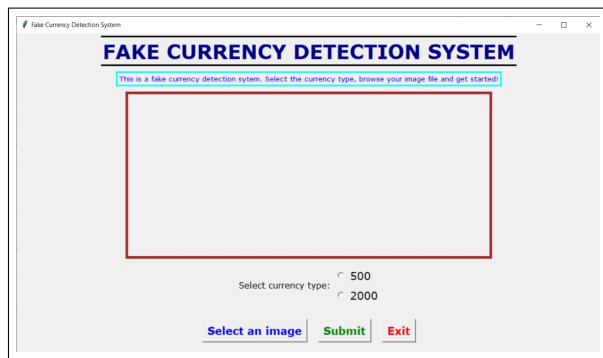 Fake Currency Detection System
FAKE CURRENCY DETECTION SYSTEM
This is a fake currency detection sytem. Select the currency type, browse your image file and get started!
Select currency type:
500
2000
Select an image Submit Exit